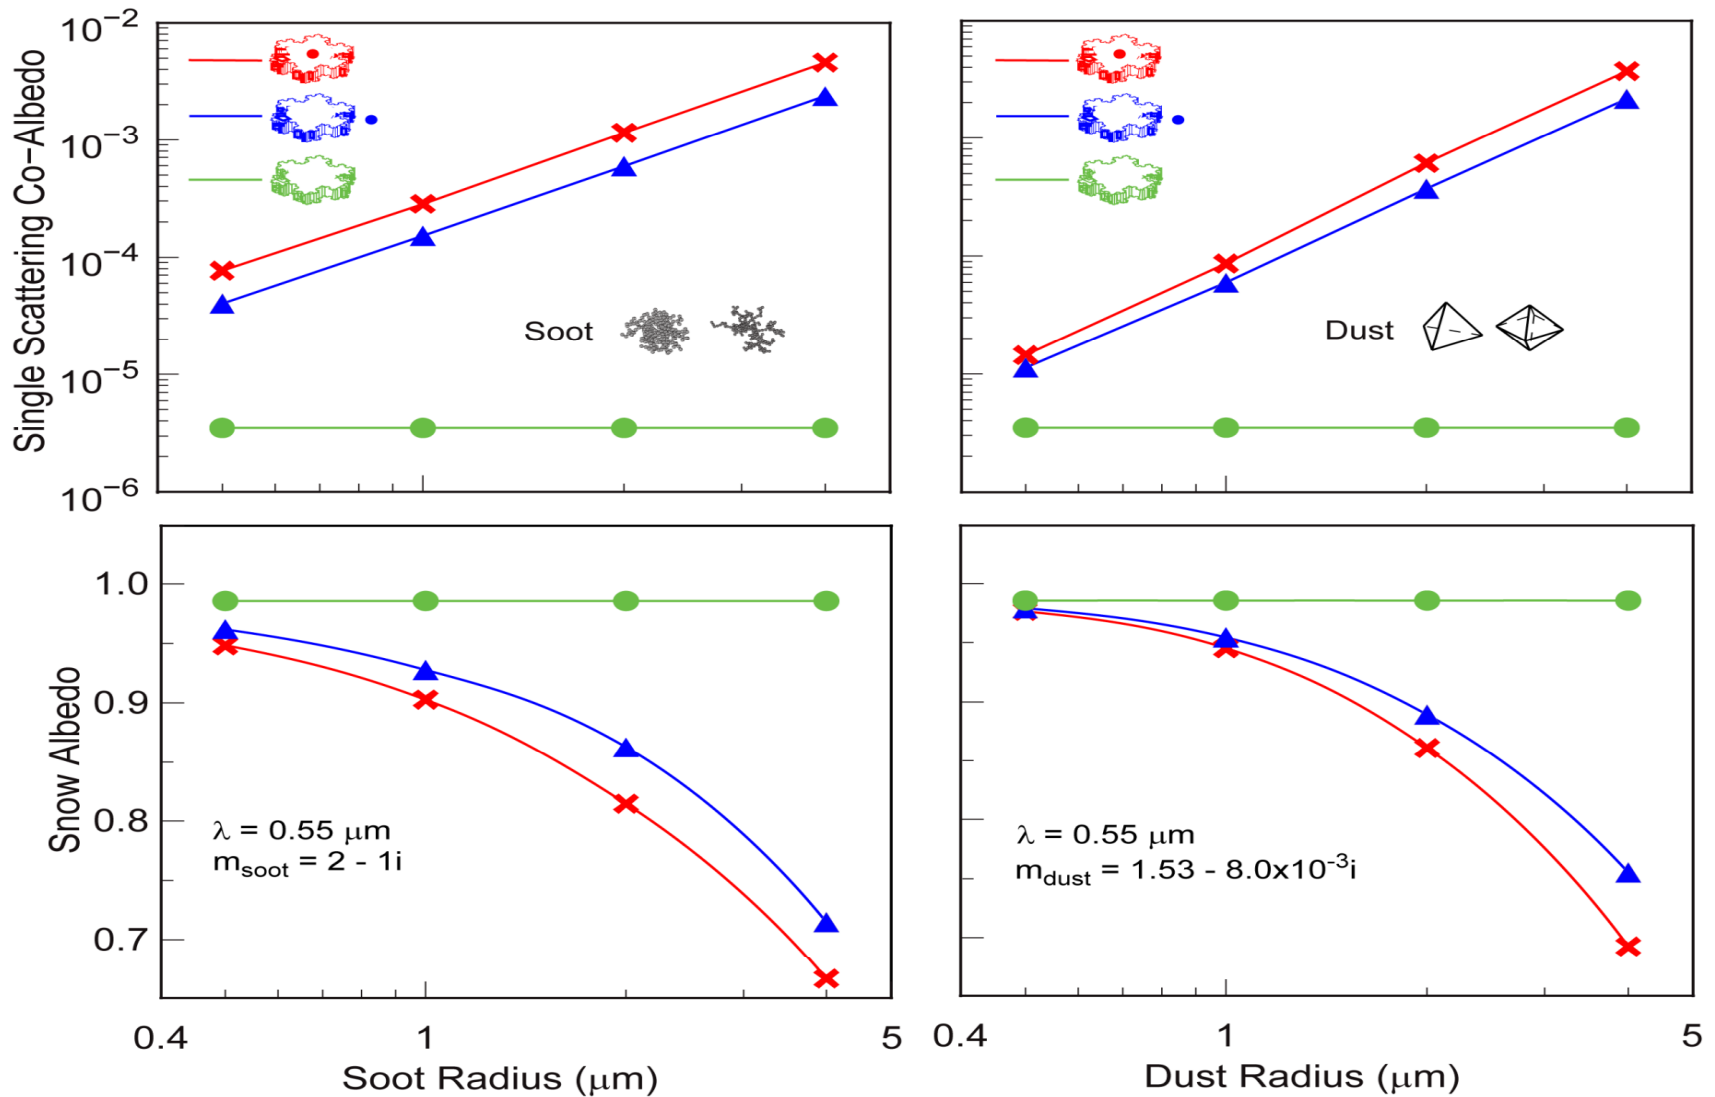 Single Scattering Co-Albedo
10⁻²
10⁻³
10⁻⁴
10⁻⁵
10⁻⁶
Soot
Dust
Snow Albedo
1.0
0.9
0.8
0.7
λ = 0.55 μm
m_soot = 2 - 1i
λ = 0.55 μm
m_dust = 1.53 - 8.0x10⁻³i
0.4 1 5
0.4 1 5
Soot Radius (μm)
Dust Radius (μm)